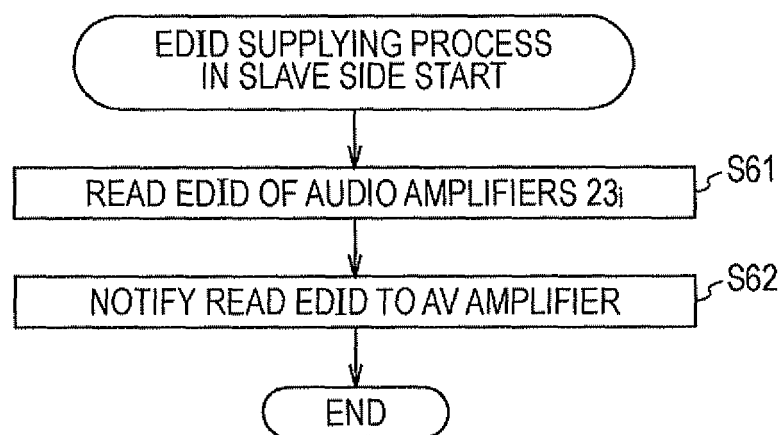 EDID SUPPLYING PROCESS
IN SLAVE SIDE START
READ EDID OF AUDIO AMPLIFIERS 23i
S61
NOTIFY READ EDID TO AV AMPLIFIER
S62
END